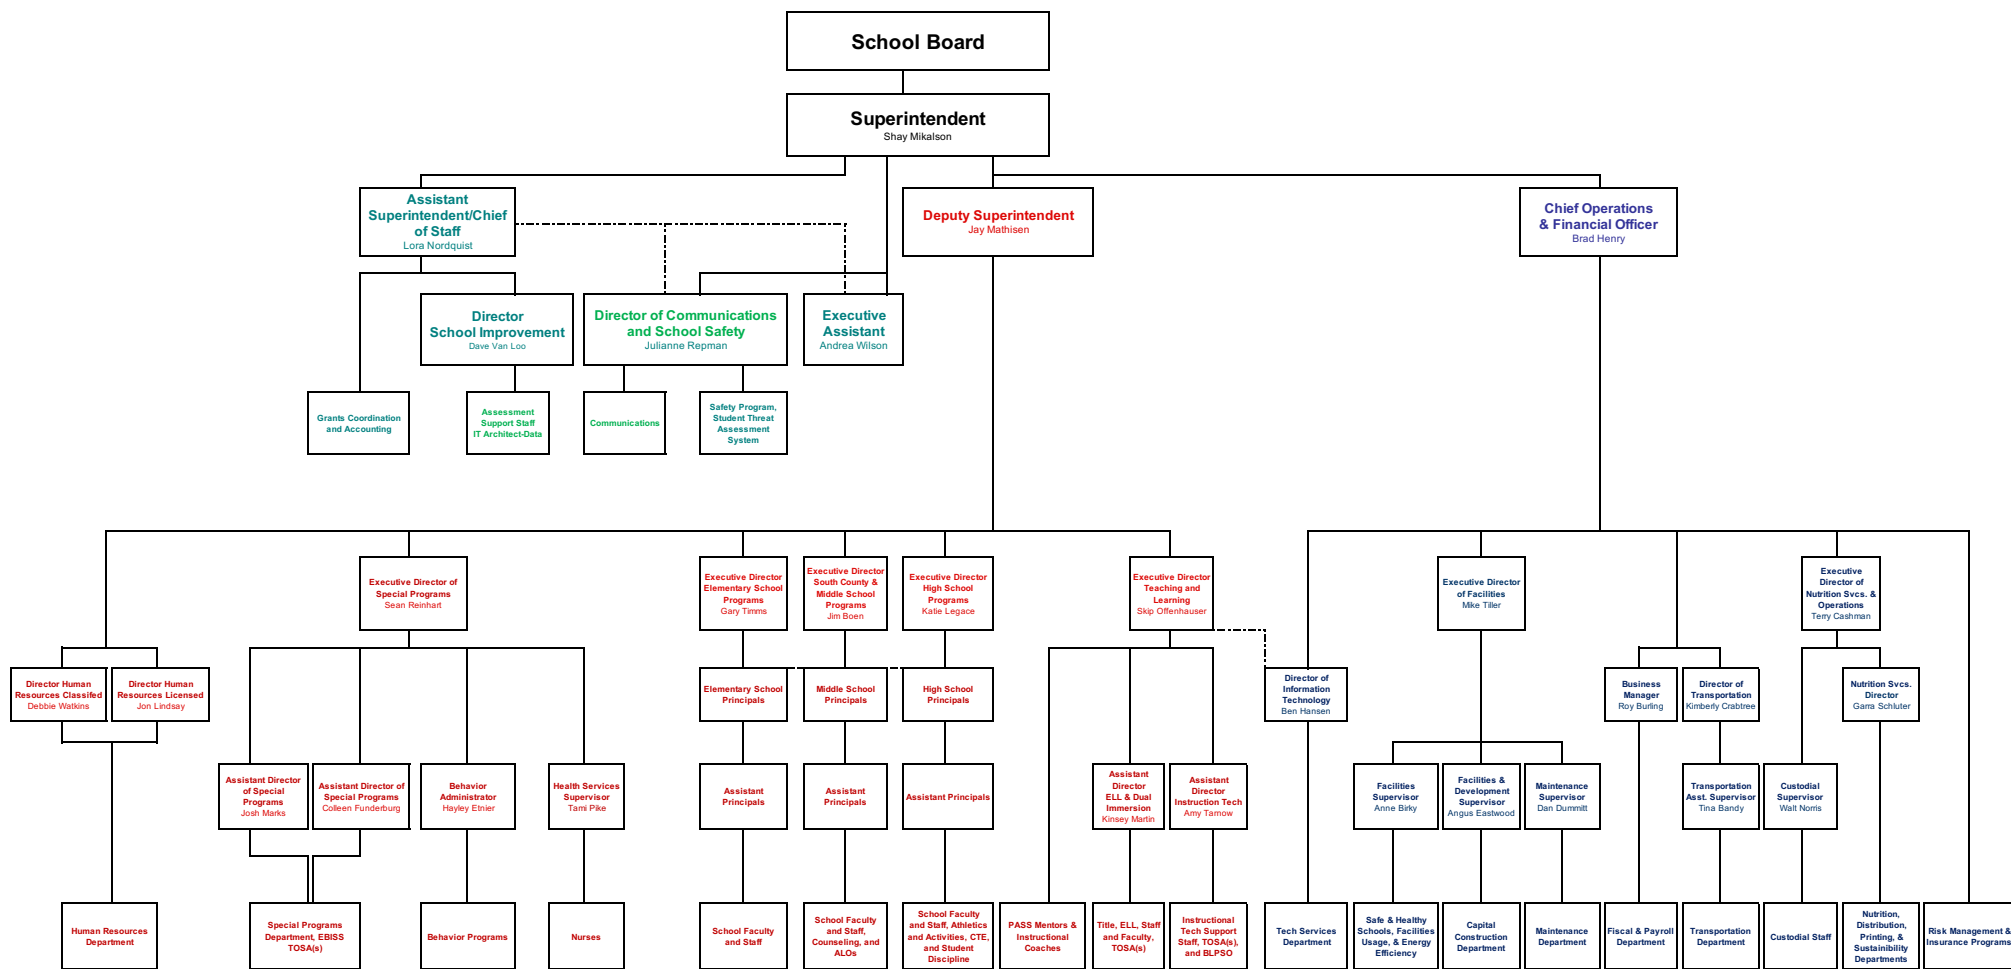 School Board
Superintendent
Shay Mikalson
Assistant
Superintendent/Chief
of Staff
Lora Nordquist
Deputy Superintendent
Jay Mathisen
Chief Operations
& Financial Officer
Brad Henry
Director
School Improvement
Dave Van Loo
Director of Communications
and School Safety
Julianne Repman
Executive
Assistant
Andrea Wilson
Grants Coordination
and Accounting
Assessment
Support Staff
IT Architect-Data
Communications
Safety Program,
Student Threat
Assessment
System
Executive Director of
Special Programs
Sean Reinhart
Executive Director
Elementary School
Programs
Gary Timms
Executive Director
South County &
Middle School
Programs
Jim Boen
Executive Director
High School
Programs
Katie Legace
Executive Director
Teaching and
Learning
Skip Offenhauser
Executive Director
of Facilities
Mike Tiller
Executive
Director of
Nutrition Svcs. &
Operations
Terry Cashman
Director Human
Resources Classifed
Debbie Watkins
Director Human
Resources Licensed
Jon Lindsay
Elementary School
Principals
Middle School
Principals
High School
Principals
Director of
Information
Technology
Ben Hansen
Business
Manager
Roy Burling
Director of
Transportation
Kimberly Crabtree
Nutrition Svcs.
Director
Garra Schluter
Assistant Director
of Special
Programs
Josh Marks
Assistant Director of
Special Programs
Colleen Funderburg
Behavior
Administrator
Hayley Etnier
Health Services
Supervisor
Tami Pike
Assistant
Principals
Assistant
Principals
Assistant Principals
Assistant
Director
ELL & Dual
Immersion
Kinsey Martin
Assistant
Director
Instruction Tech
Amy Tarnow
Facilities
Supervisor
Anne Birky
Facilities &
Development
Supervisor
Angus Eastwood
Maintenance
Supervisor
Dan Dummitt
Transportation
Asst. Supervisor
Tina Bandy
Custodial
Supervisor
Walt Norris
Human Resources
Department
Special Programs
Department, EBISS
TOSA(s)
Behavior Programs
Nurses
School Faculty
and Staff
School Faculty
and Staff,
Counseling, and
ALOs
School Faculty
and Staff, Athletics
and Activities, CTE,
and Student
Discipline
PASS Mentors &
Instructional
Coaches
Title, ELL, Staff
and Faculty,
TOSA(s)
Instructional
Tech Support
Staff, TOSA(s),
and BLPSO
Tech Services
Department
Safe & Healthy
Schools, Facilities
Usage, & Energy
Efficiency
Capital
Construction
Department
Maintenance
Department
Fiscal & Payroll
Department
Transportation
Department
Custodial Staff
Nutrition,
Distribution,
Printing, &
Sustainibility
Departments
Risk Management &
Insurance Programs